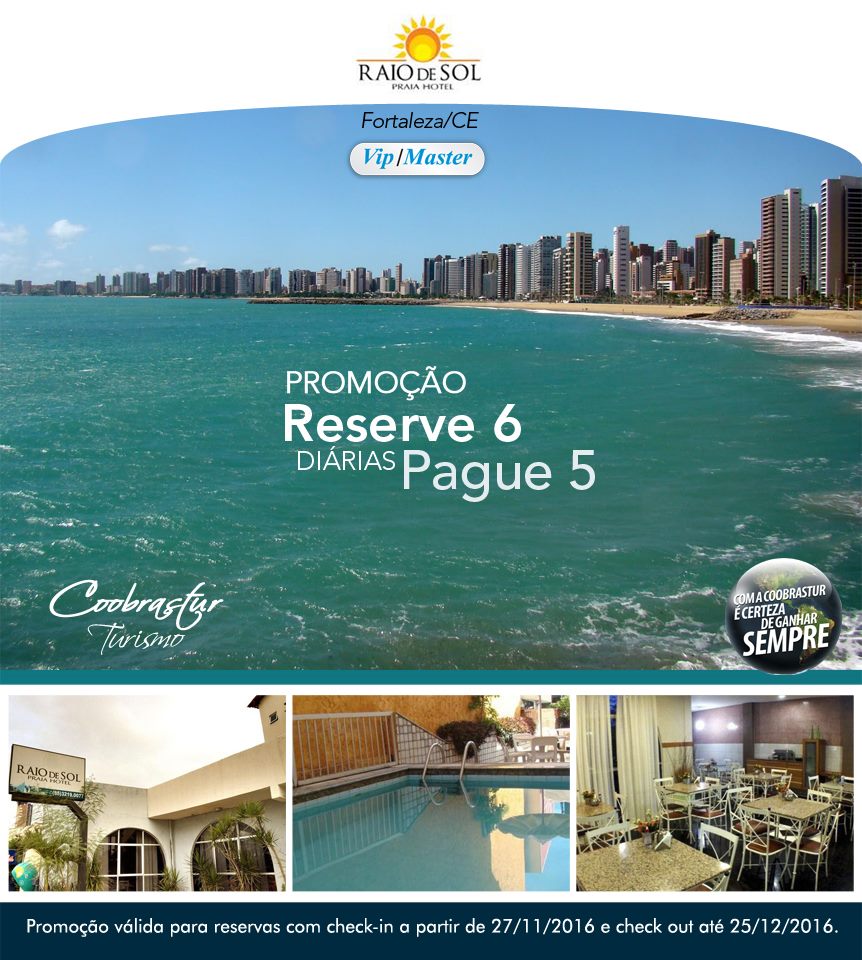 RAIO DE SOL
PRAIA HOTEL
Fortaleza/CE
Vip/Master
PROMOÇÃO
Reserve 6
DIÁRIAS Pague 5
Coobrastur
Turismo
COM A COOBRASTUR
É CERTEZA
DE GANHAR
SEMPRE
RAIO DE SOL
PRAIA HOTEL
Promoção válida para reservas com check-in a partir de 27/11/2016 e check out até 25/12/2016.